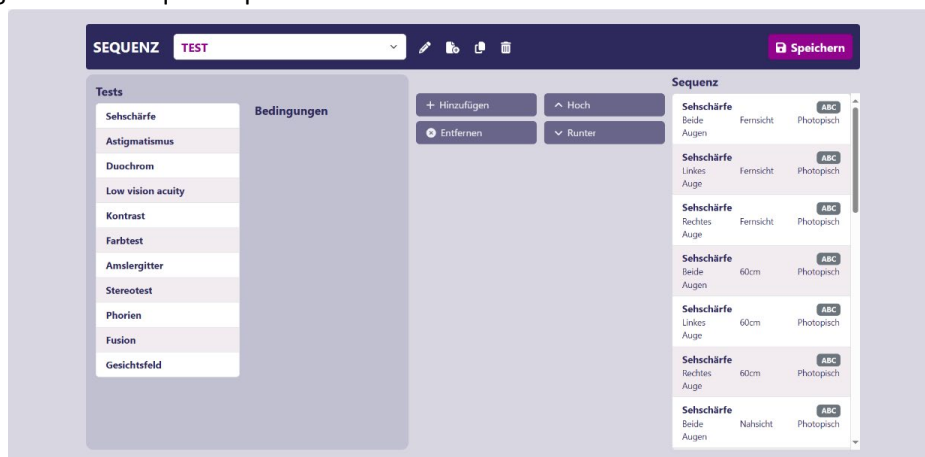 SEQUENZ TEST Speichern
Tests
Sehschärfe
Astigmatismus
Duochrom
Low vision acuity
Kontrast
Farbtest
Amslergitter
Stereotest
Phorien
Fusion
Gesichtsfeld
Bedingungen
Hinzufügen Hoch
Entfernen Runter
Sequenz
Sehschärfe ABC
Beide Fernsicht Photopisch
Augen
Sehschärfe ABC
Linkes Fernsicht Photopisch
Auge
Sehschärfe ABC
Rechtes Fernsicht Photopisch
Auge
Sehschärfe ABC
Beide 60cm Photopisch
Augen
Sehschärfe ABC
Linkes 60cm Photopisch
Auge
Sehschärfe ABC
Rechtes 60cm Photopisch
Auge
Sehschärfe ABC
Beide Nahsicht Photopisch
Augen